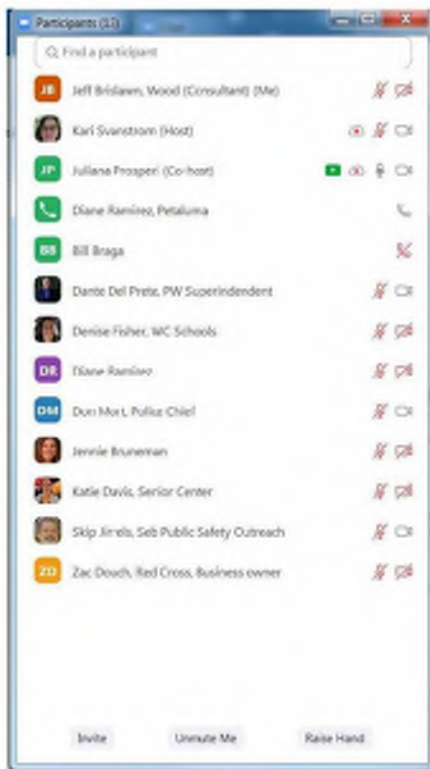 Participants (13)
Find a participant
JB Jeff Brislawn, Wood (Consultant) (Me)
Kari Svanstrom (Host)
JP Juliana Prosperi (Co-host)
Diane Ramirez, Petaluma
BB Bill Braga
Dante Del Prete, PW Superintendent
Denise Fisher, WC Schools
DR Diane Ramirez
DM Don Mort, Police Chief
Jennie Bruneman
Katie Davis, Senior Center
Skip Jirrels, Seb Public Safety Outreach
ZD Zac Douch, Red Cross, Business owner
Invite Unmute Me Raise Hand